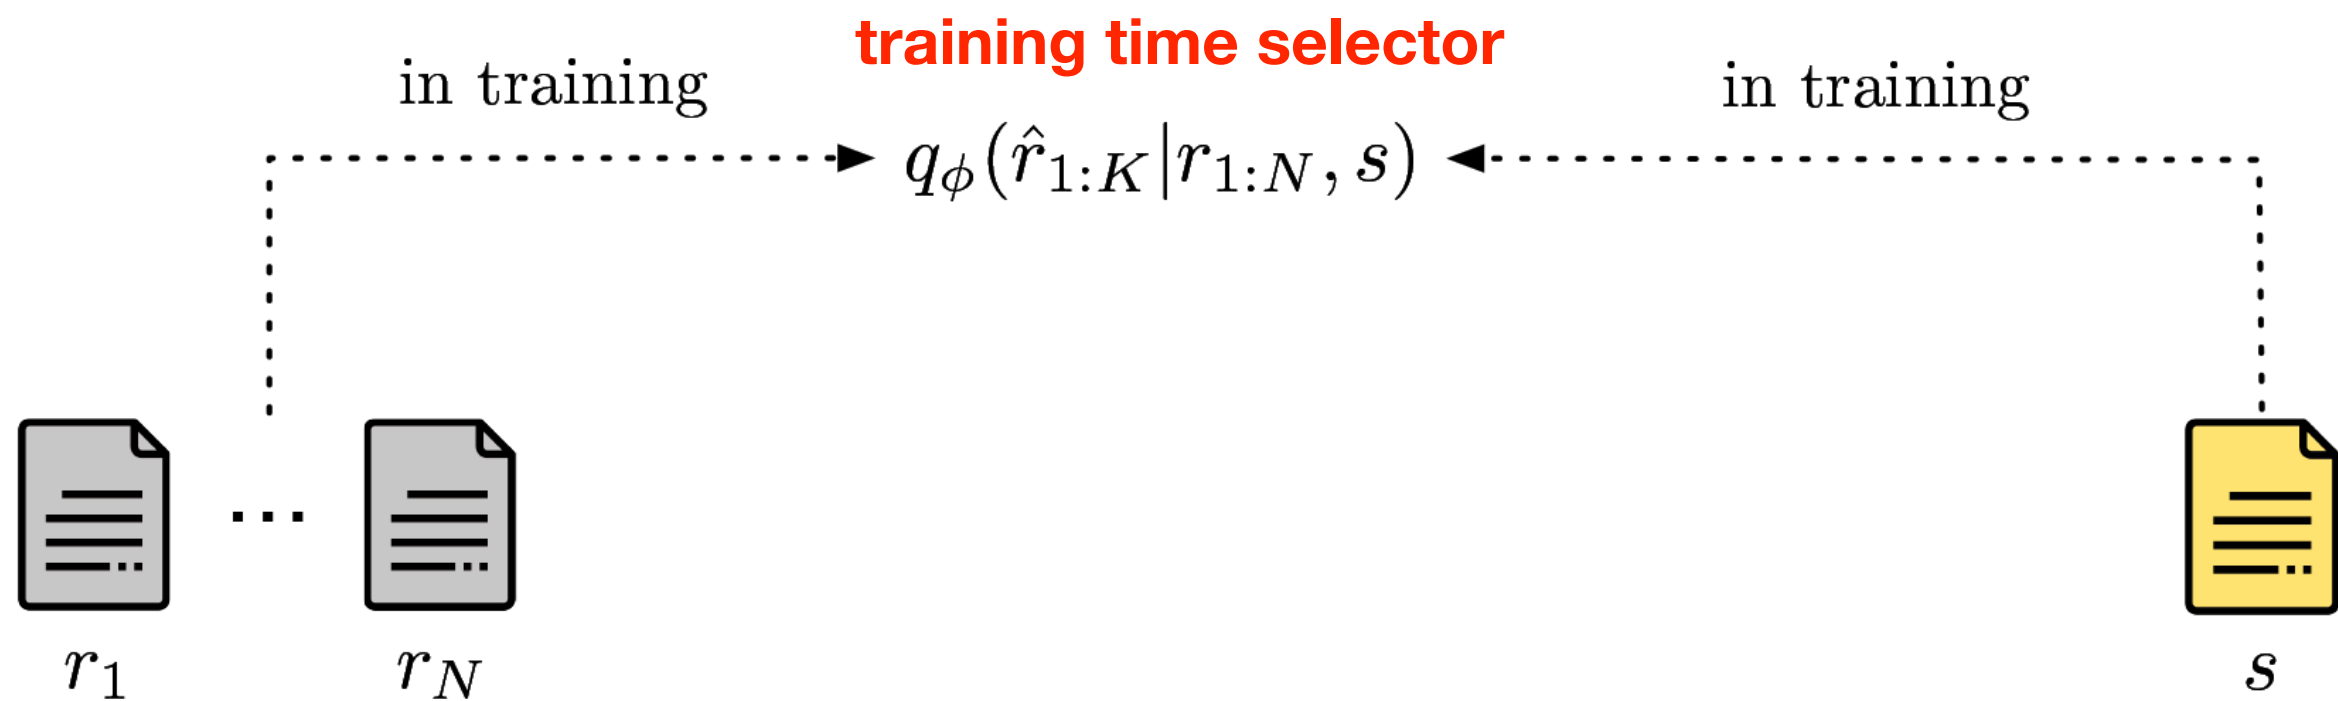 training time selector
in training
in training
q_ϕ(r̂_{1:K}|r_{1:N}, s)
...
r_1
r_N
s